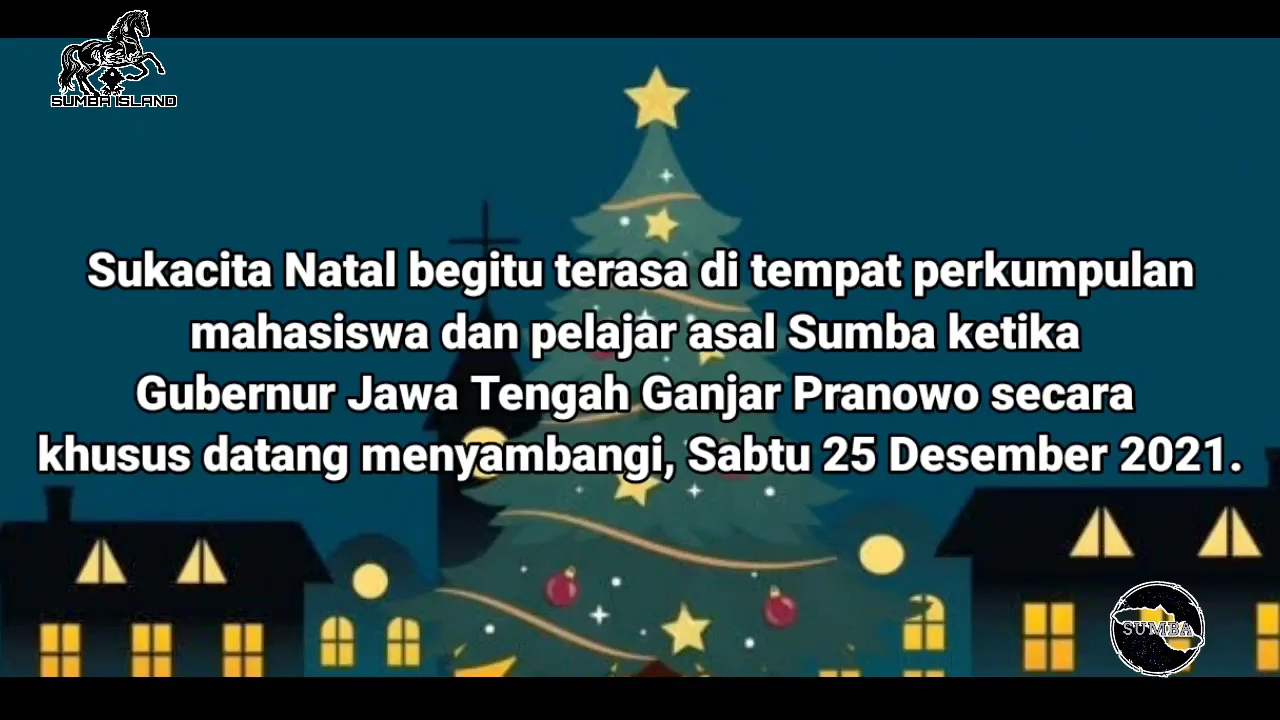 SUMBA ISLAND
Sukacita Natal begitu terasa di tempat perkumpulan
mahasiswa dan pelajar asal Sumba ketika
Gubernur Jawa Tengah Ganjar Pranowo secara
khusus datang menyambangi, Sabtu 25 Desember 2021.
SUMBA